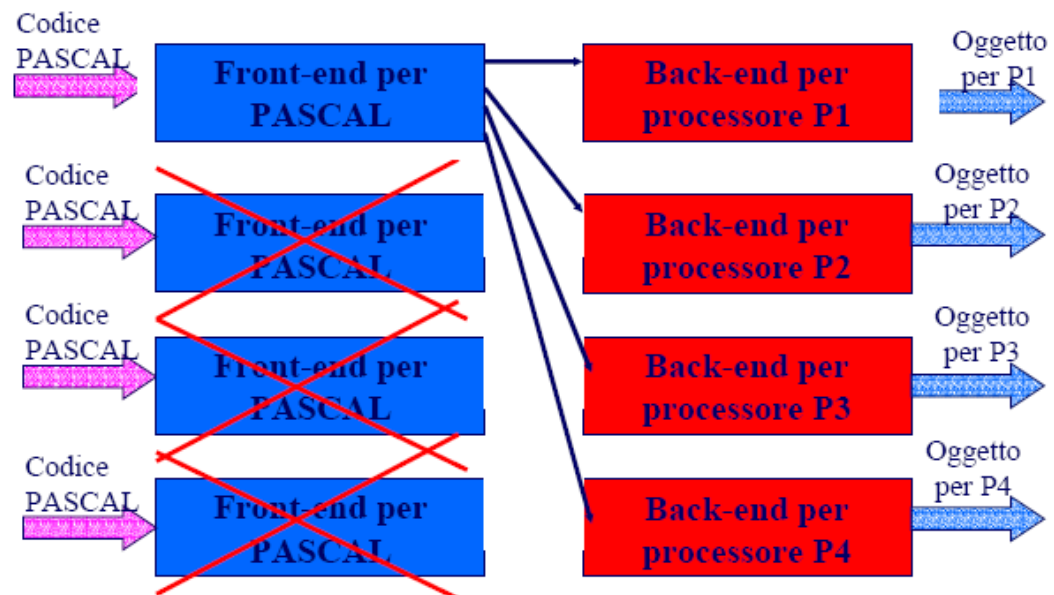 Codice
PASCAL
Front-end per
PASCAL
Back-end per
processore P1
Oggetto
per P1
Codice
PASCAL
Front-end per
PASCAL
Back-end per
processore P2
Oggetto
per P2
Codice
PASCAL
Front-end per
PASCAL
Back-end per
processore P3
Oggetto
per P3
Codice
PASCAL
Front-end per
PASCAL
Back-end per
processore P4
Oggetto
per P4